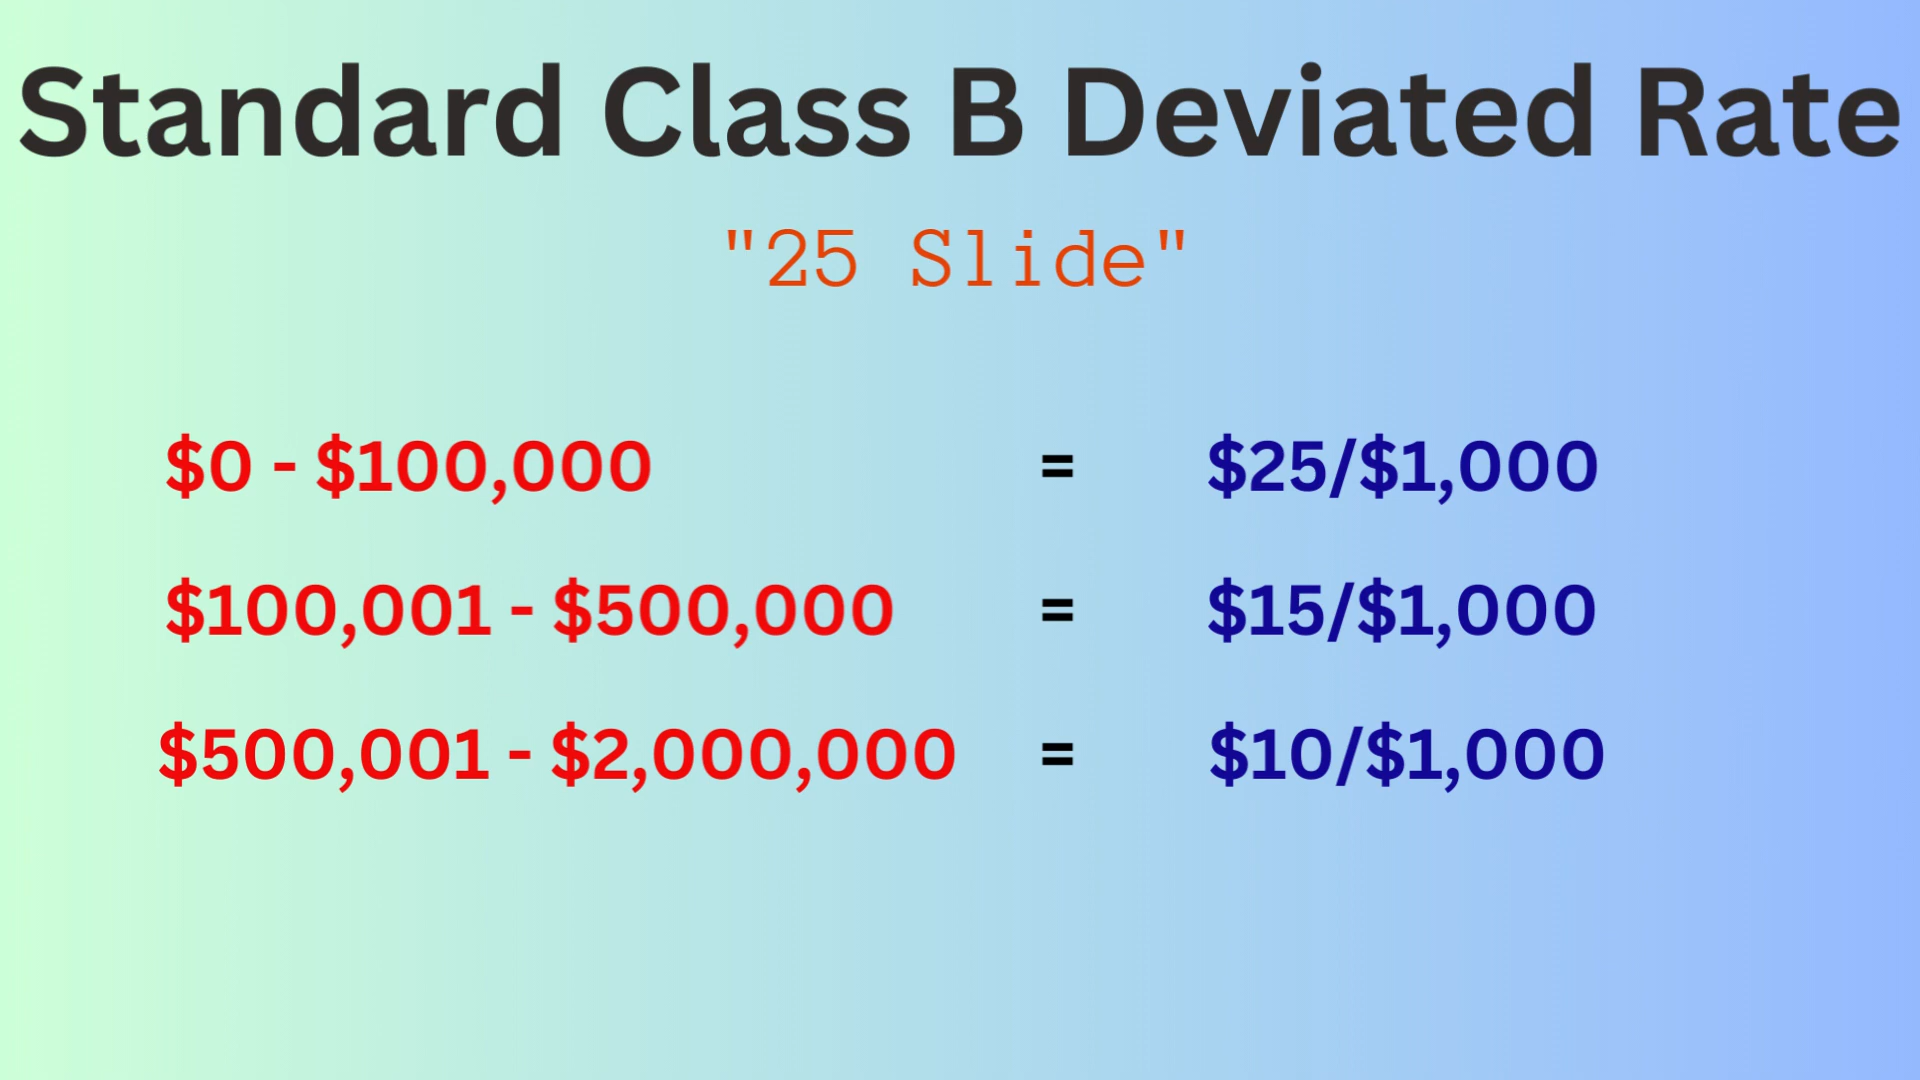 Standard Class B Deviated Rate
"25 Slide"
$0 - $100,000 = $25/$1,000
$100,001 - $500,000 = $15/$1,000
$500,001 - $2,000,000 = $10/$1,000